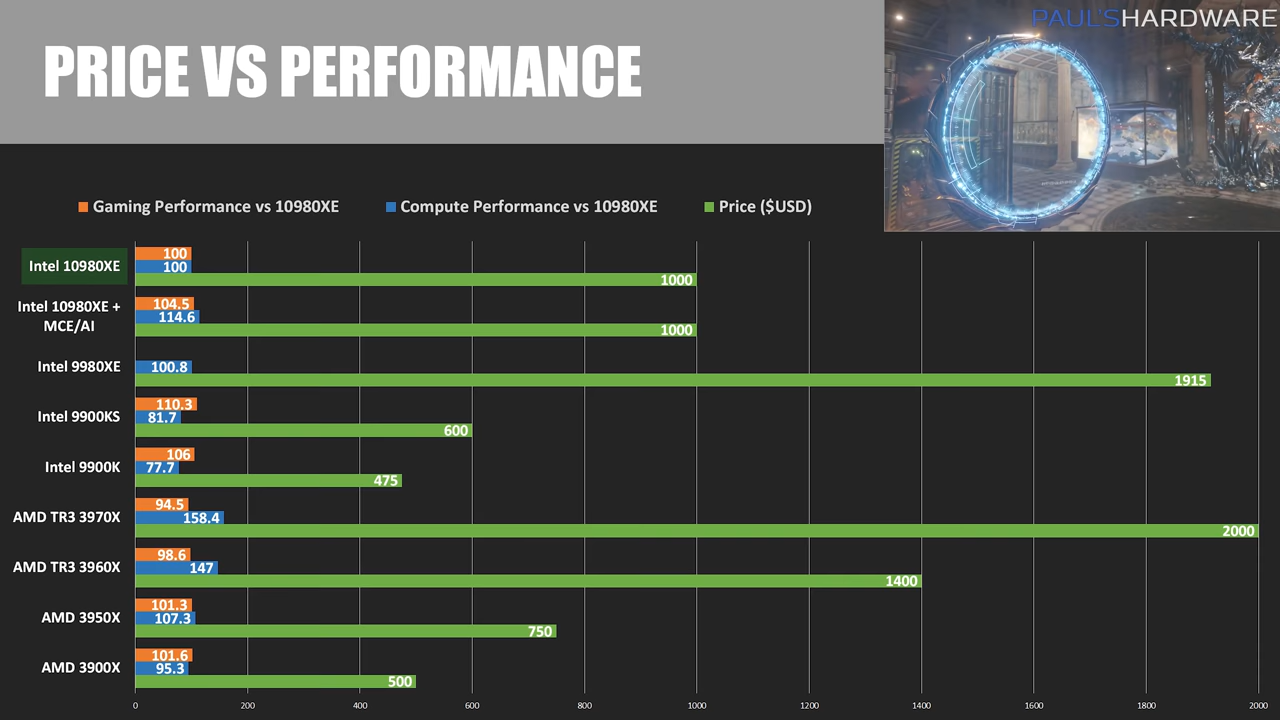 PAUL'SHARDWARE
PRICE VS PERFORMANCE
Gaming Performance vs 10980XE
Compute Performance vs 10980XE
Price ($USD)
Intel 10980XE
100
100
1000
Intel 10980XE +
MCE/AI
104.5
114.6
1000
Intel 9980XE
100.8
1915
Intel 9900KS
110.3
81.7
600
Intel 9900K
106
77.7
475
AMD TR3 3970X
94.5
158.4
2000
AMD TR3 3960X
98.6
147
1400
AMD 3950X
101.3
107.3
750
AMD 3900X
101.6
95.3
500
0 200 400 600 800 1000 1200 1400 1600 1800 2000